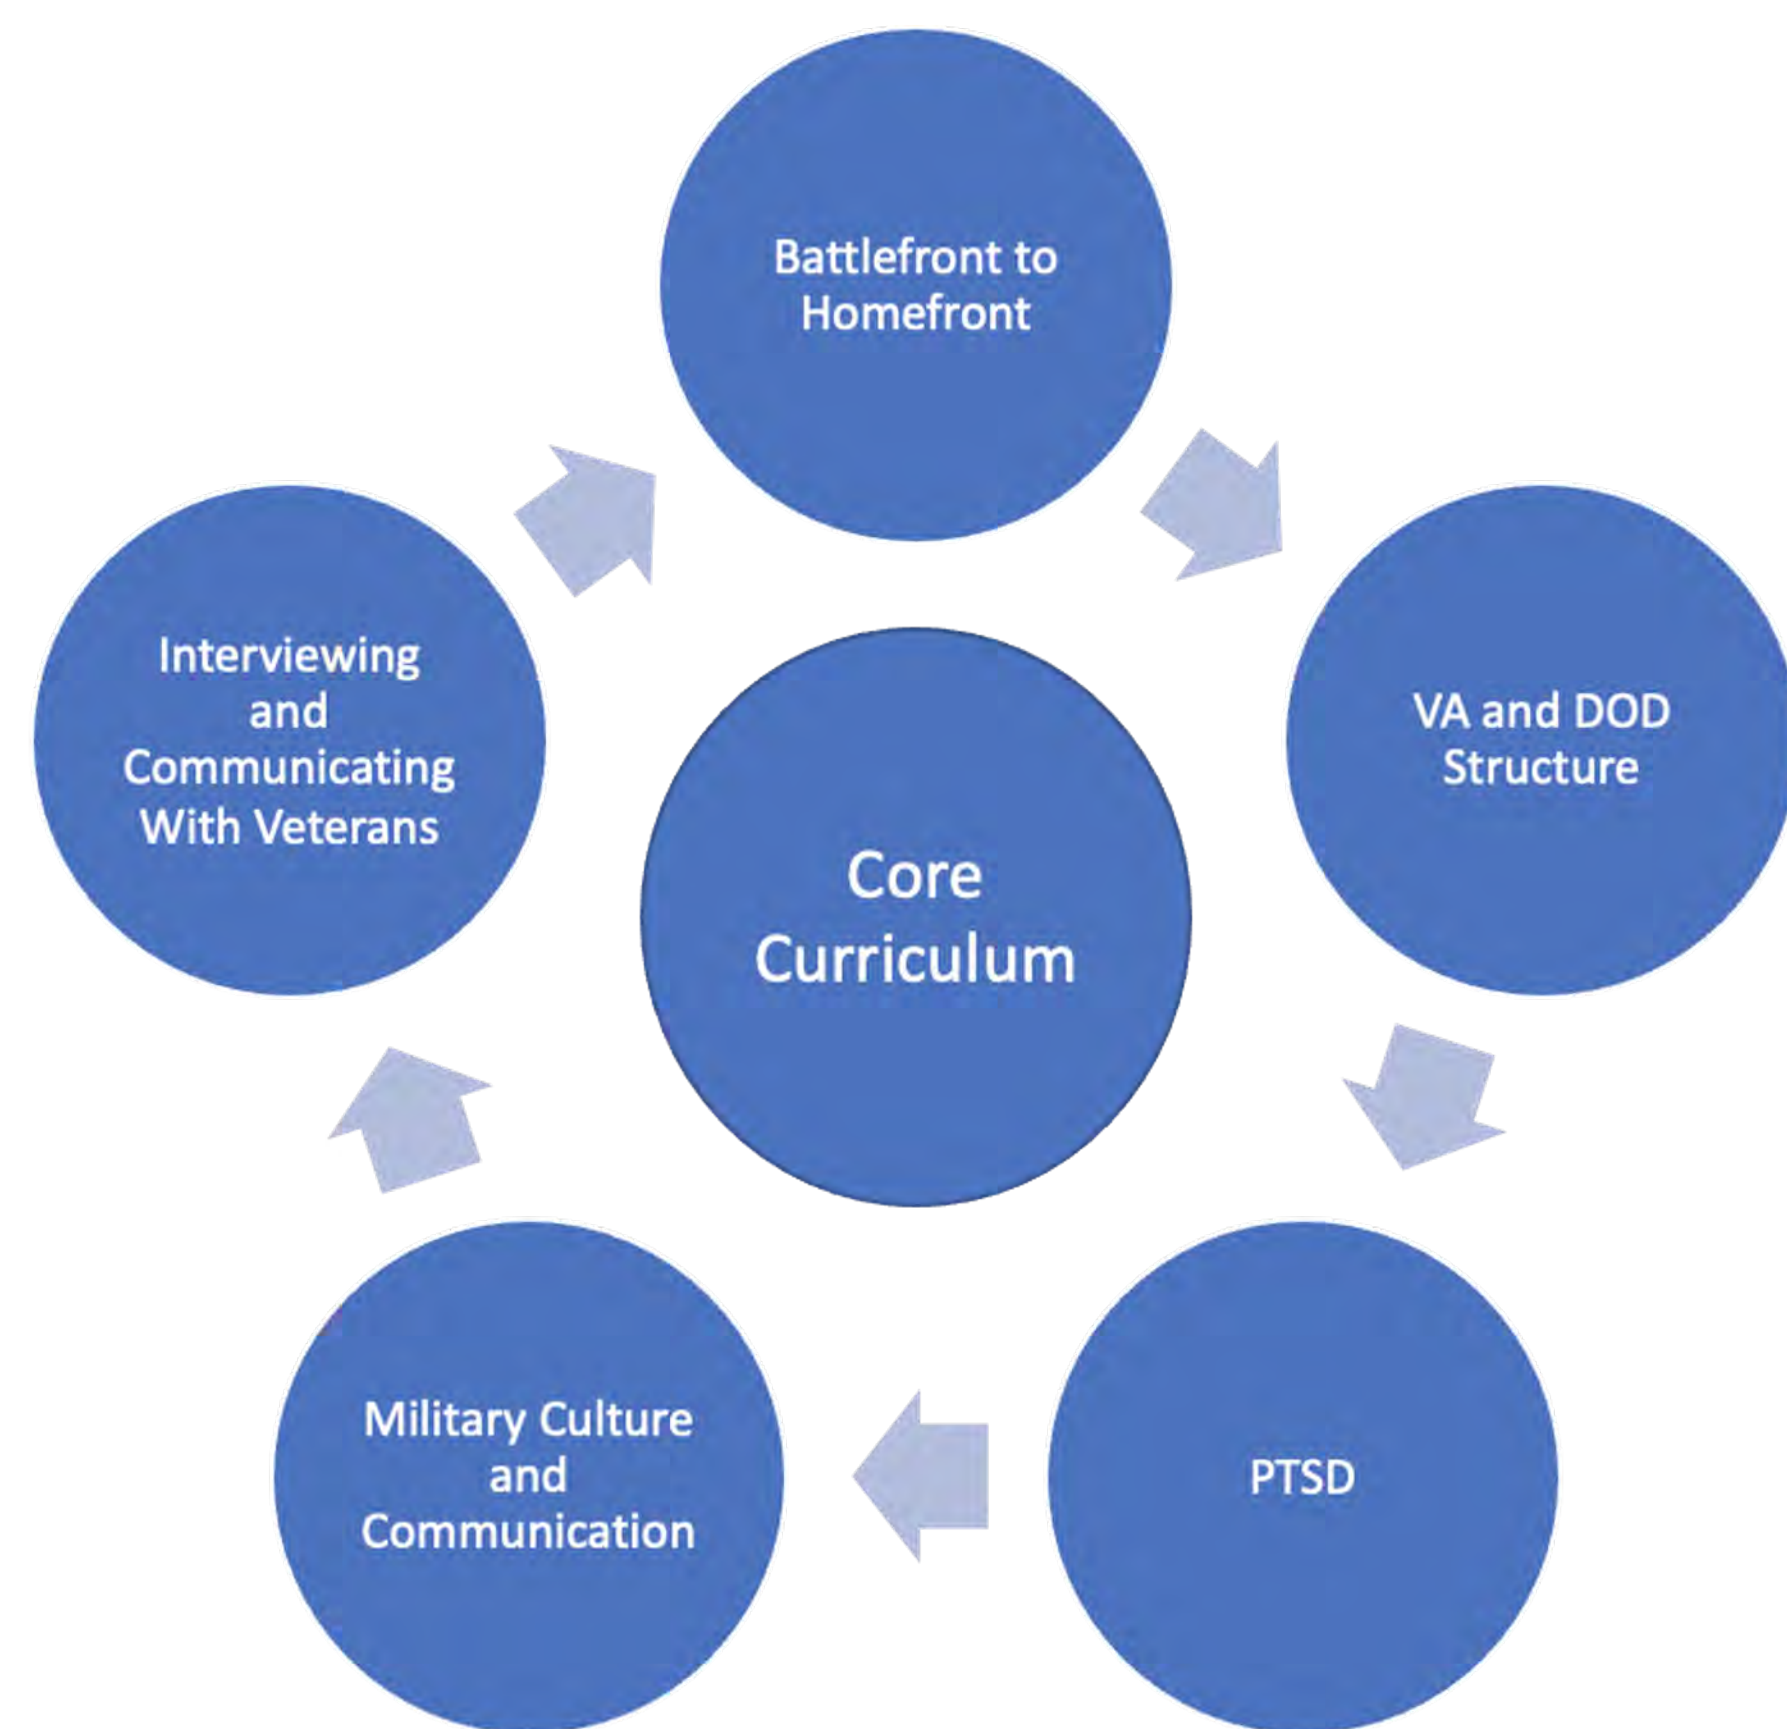 Battlefront to
Homefront
VA and DOD
Structure
PTSD
Military Culture
and
Communication
Interviewing
and
Communicating
With Veterans
Core
Curriculum